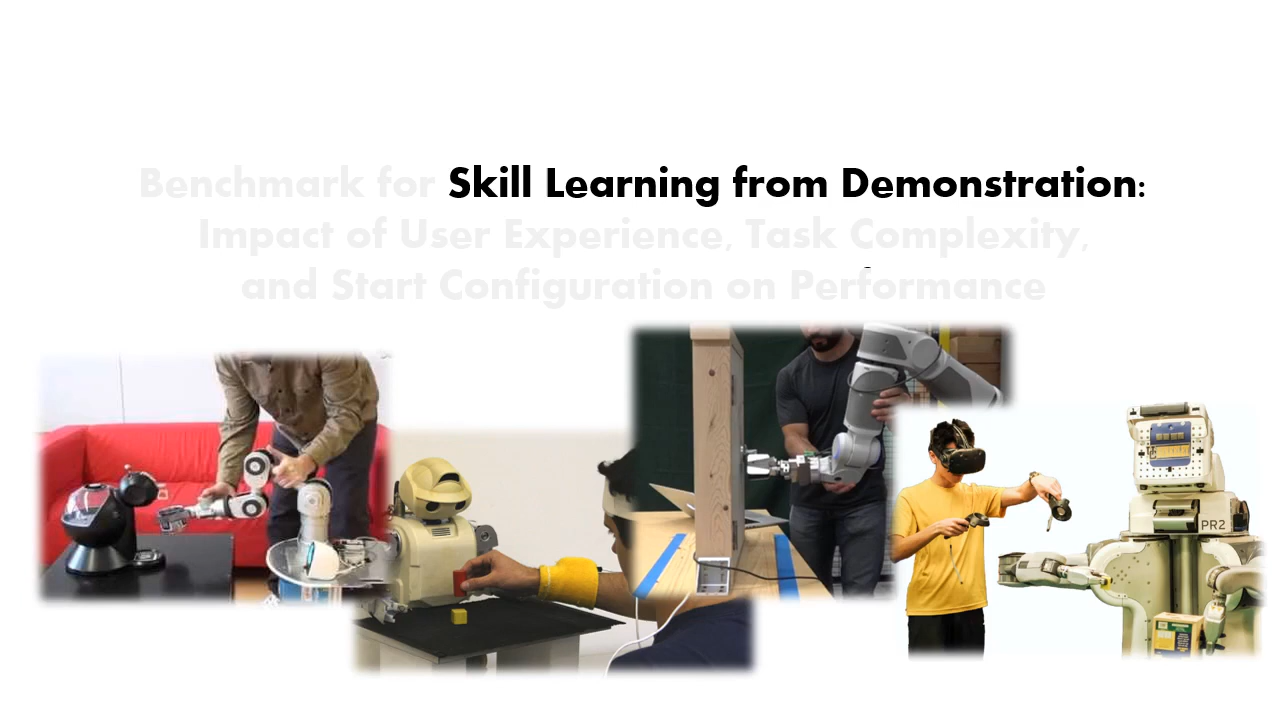 Benchmark for Skill Learning from Demonstration:
Impact of User Experience, Task Complexity,
and Start Configuration on Performance
PR2